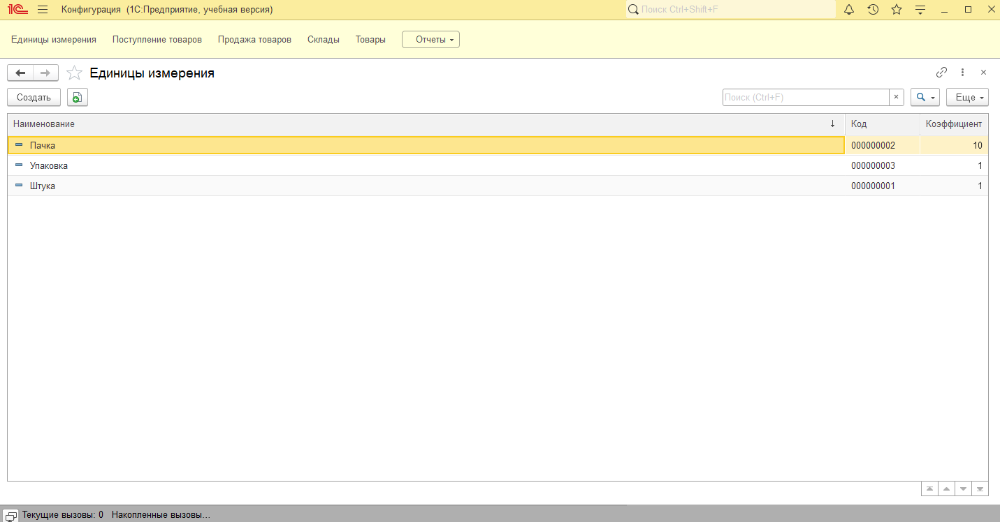 1С Конфигурация (1С:Предприятие, учебная версия) Поиск Ctrl+Shift+F
Единицы измерения Поступление товаров Продажа товаров Склады Товары Отчеты
Единицы измерения
Создать Поиск (Ctrl+F) × Еще
Наименование ↓ Код Коэффициент
Пачка 000000002 10
Упаковка 000000003 1
Штука 000000001 1
Текущие вызовы: 0 Накопленные вызовы...